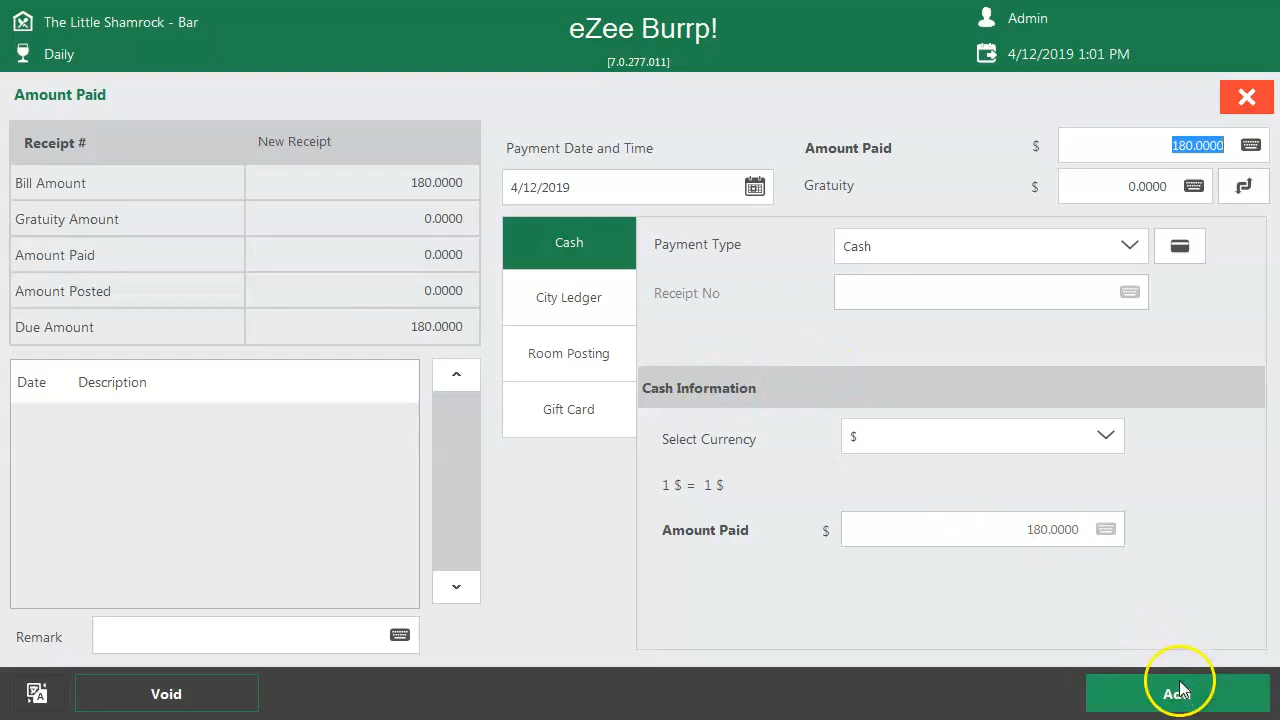 The Little Shamrock - Bar
Daily
eZee Burrp!
[7.0.277.011]
Admin
4/12/2019 1:01 PM
Amount Paid
Receipt # New Receipt
Bill Amount 180.0000
Gratuity Amount 0.0000
Amount Paid 0.0000
Amount Posted 0.0000
Due Amount 180.0000
Date Description
Remark
Payment Date and Time
4/12/2019
Amount Paid $ 180.0000
Gratuity $ 0.0000
Cash
City Ledger
Room Posting
Gift Card
Payment Type Cash
Receipt No
Cash Information
Select Currency $
1 $ = 1 $
Amount Paid $ 180.0000
Void